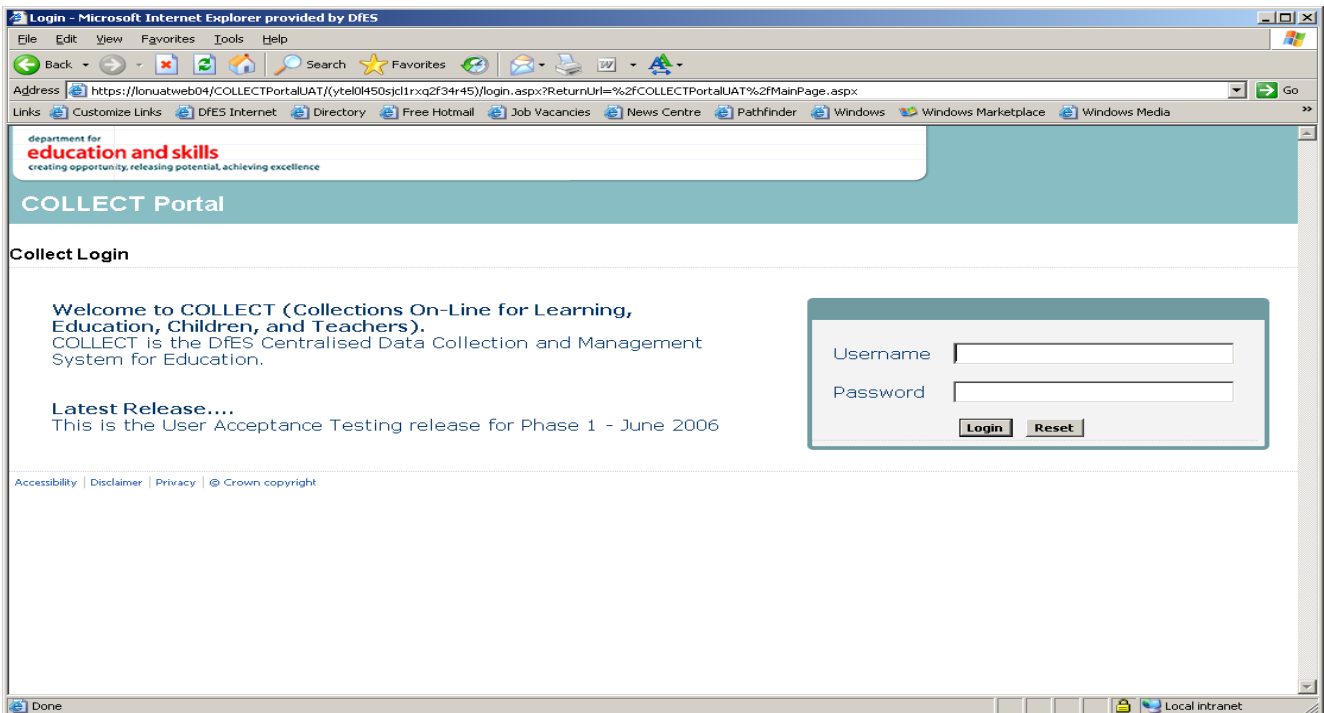 Login - Microsoft Internet Explorer provided by DfES
File Edit View Favorites Tools Help
Back Search Favorites
Address https://lonuatweb04/COLLECTPortalUAT/(ytel0l450sjcl1rxq2f34r45)/login.aspx?ReturnUrl=%2fCOLLECTPortalUAT%2fMainPage.aspx Go
Links Customize Links DfES Internet Directory Free Hotmail Job Vacancies News Centre Pathfinder Windows Windows Marketplace Windows Media »
department for
education and skills
creating opportunity, releasing potential, achieving excellence
COLLECT Portal
Collect Login
Welcome to COLLECT (Collections On-Line for Learning,
Education, Children, and Teachers).
COLLECT is the DfES Centralised Data Collection and Management
System for Education.
Latest Release....
This is the User Acceptance Testing release for Phase 1 - June 2006
Username
Password
Login Reset
Accessibility | Disclaimer | Privacy | © Crown copyright
Done Local intranet